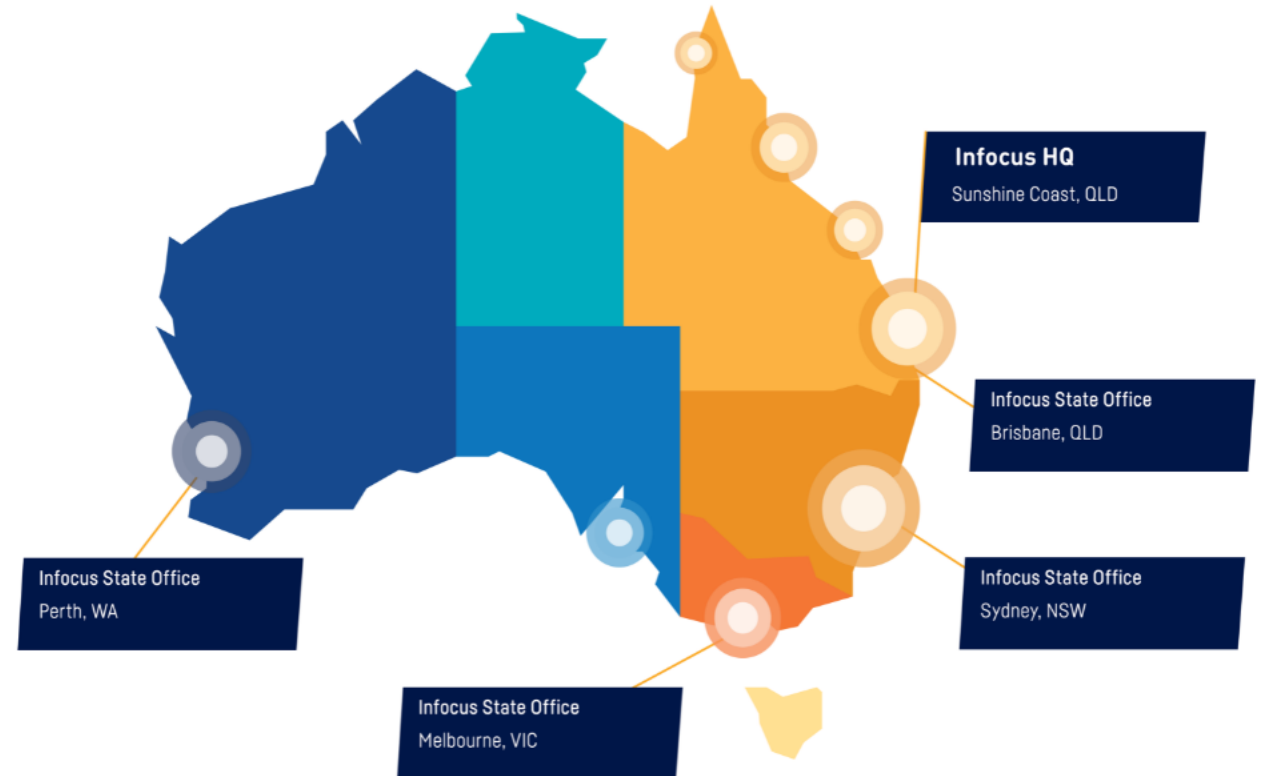 Infocus HQ
Sunshine Coast, QLD
Infocus State Office
Brisbane, QLD
Infocus State Office
Perth, WA
Infocus State Office
Sydney, NSW
Infocus State Office
Melbourne, VIC